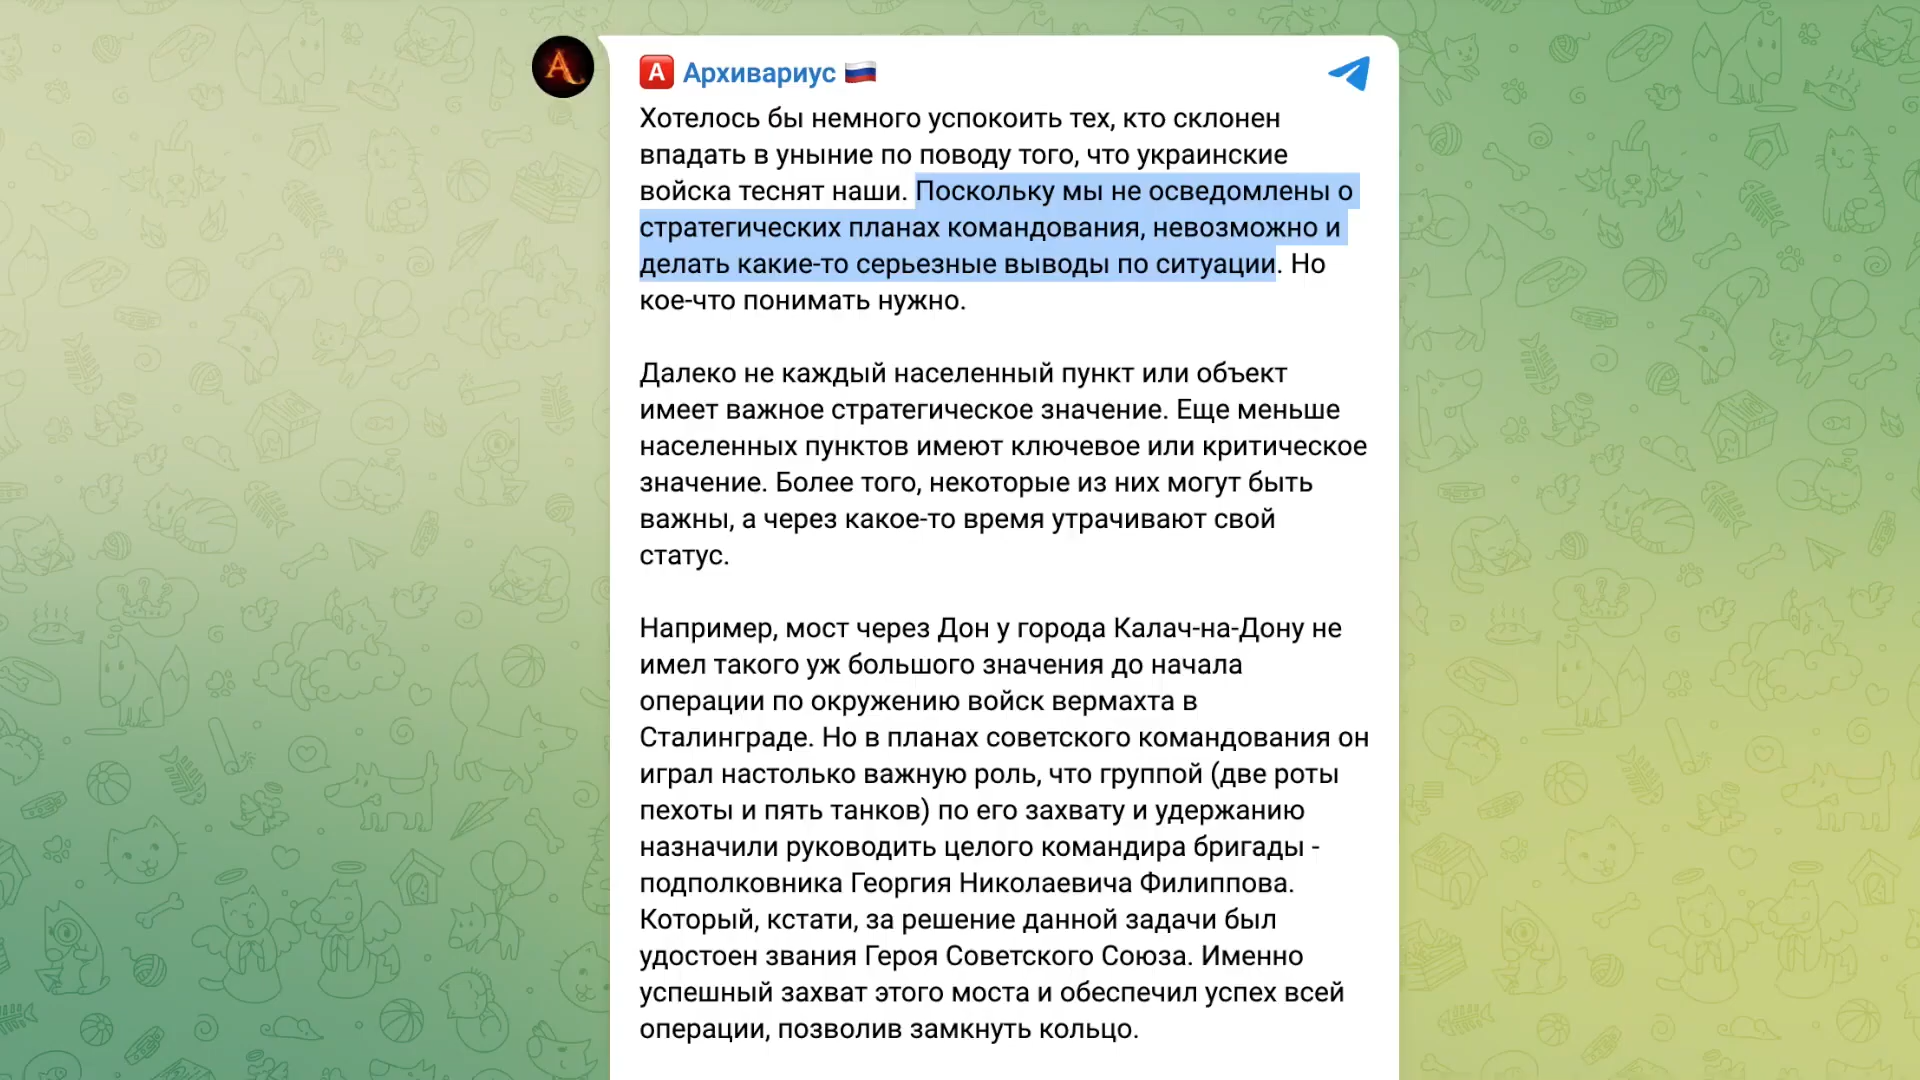 А Архивариус 🇷🇺
Хотелось бы немного успокоить тех, кто склонен
впадать в уныние по поводу того, что украинские
войска теснят наши. Поскольку мы не осведомлены о
стратегических планах командования, невозможно и
делать какие-то серьезные выводы по ситуации. Но
кое-что понимать нужно.
Далеко не каждый населенный пункт или объект
имеет важное стратегическое значение. Еще меньше
населенных пунктов имеют ключевое или критическое
значение. Более того, некоторые из них могут быть
важны, а через какое-то время утрачивают свой
статус.
Например, мост через Дон у города Калач-на-Дону не
имел такого уж большого значения до начала
операции по окружению войск вермахта в
Сталинграде. Но в планах советского командования он
играл настолько важную роль, что группой (две роты
пехоты и пять танков) по его захвату и удержанию
назначили руководить целого командира бригады -
подполковника Георгия Николаевича Филиппова.
Который, кстати, за решение данной задачи был
удостоен звания Героя Советского Союза. Именно
успешный захват этого моста и обеспечил успех всей
операции, позволив замкнуть кольцо.